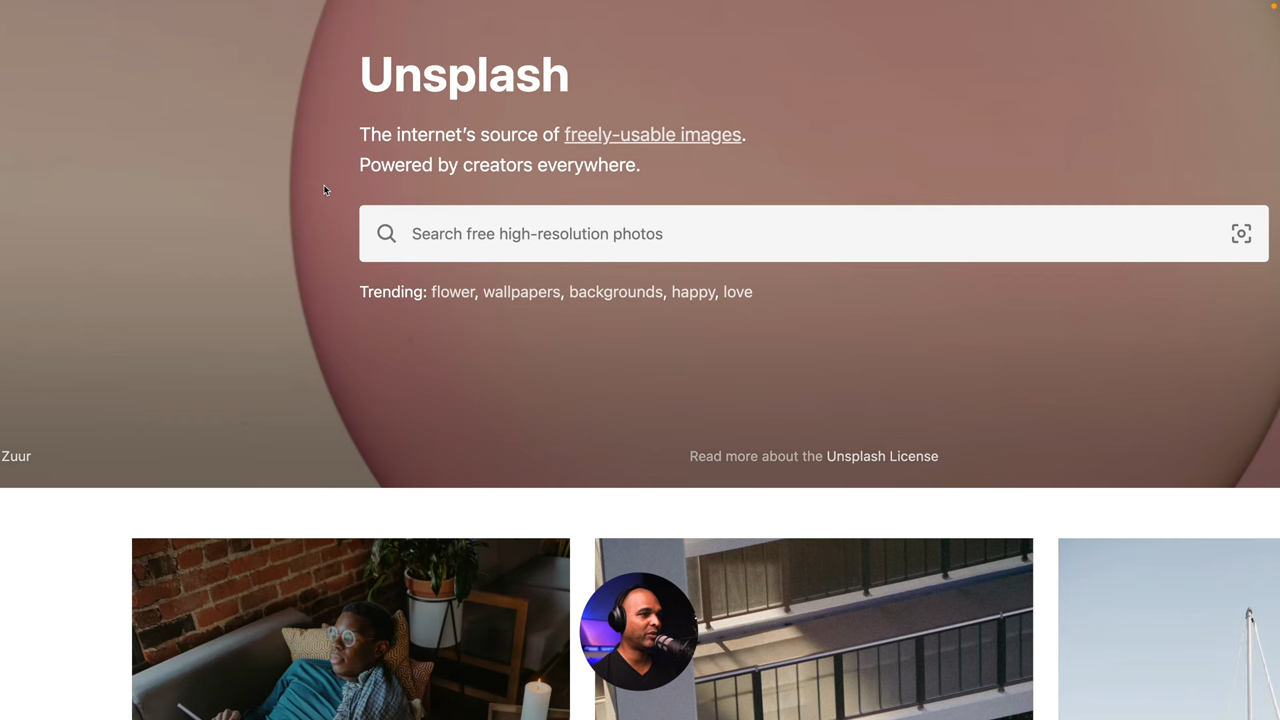 Unsplash
The internet's source of freely-usable images.
Powered by creators everywhere.
Search free high-resolution photos
Trending: flower, wallpapers, backgrounds, happy, love
Zuur
Read more about the Unsplash License